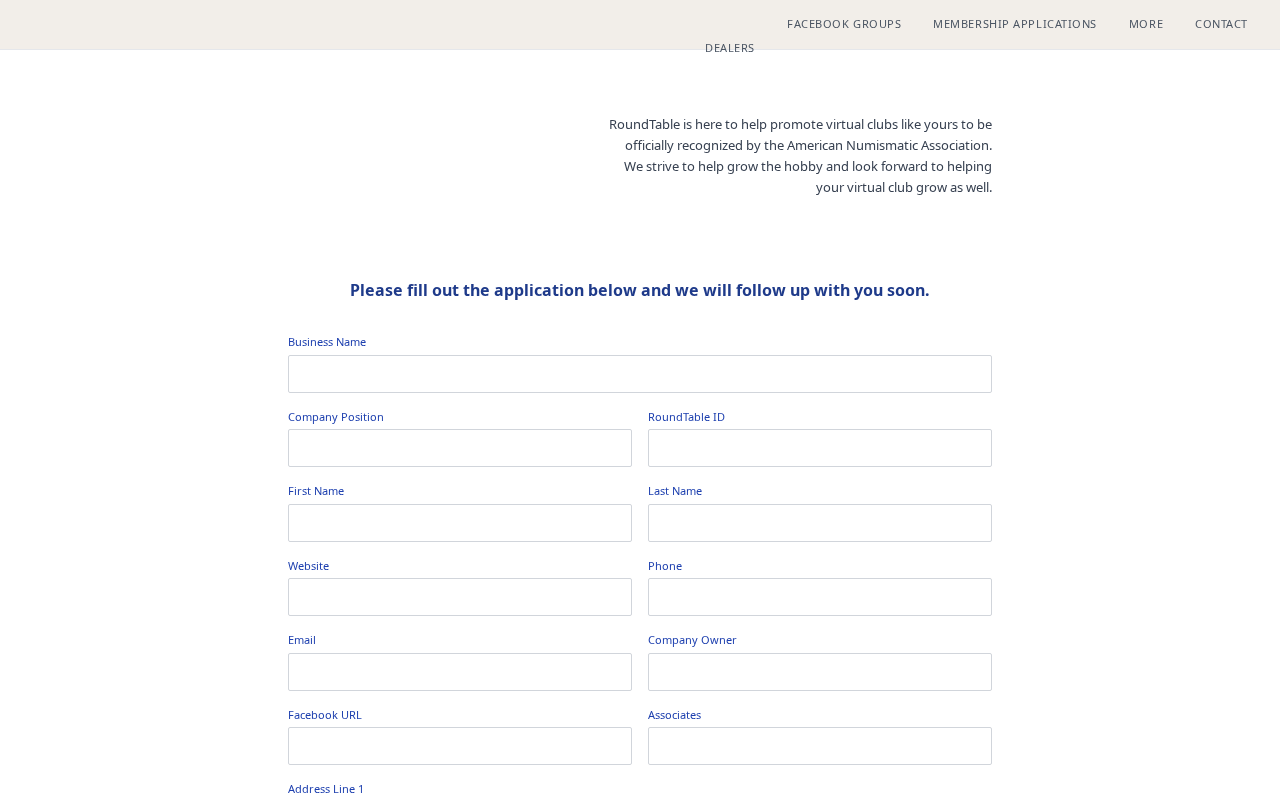 FACEBOOK GROUPS
MEMBERSHIP APPLICATIONS
MORE
CONTACT
DEALERS
RoundTable is here to help promote virtual clubs like yours to be
officially recognized by the American Numismatic Association.
We strive to help grow the hobby and look forward to helping
your virtual club grow as well.
Please fill out the application below and we will follow up with you soon.
Business Name
Company Position
RoundTable ID
First Name
Last Name
Website
Phone
Email
Company Owner
Facebook URL
Associates
Address Line 1